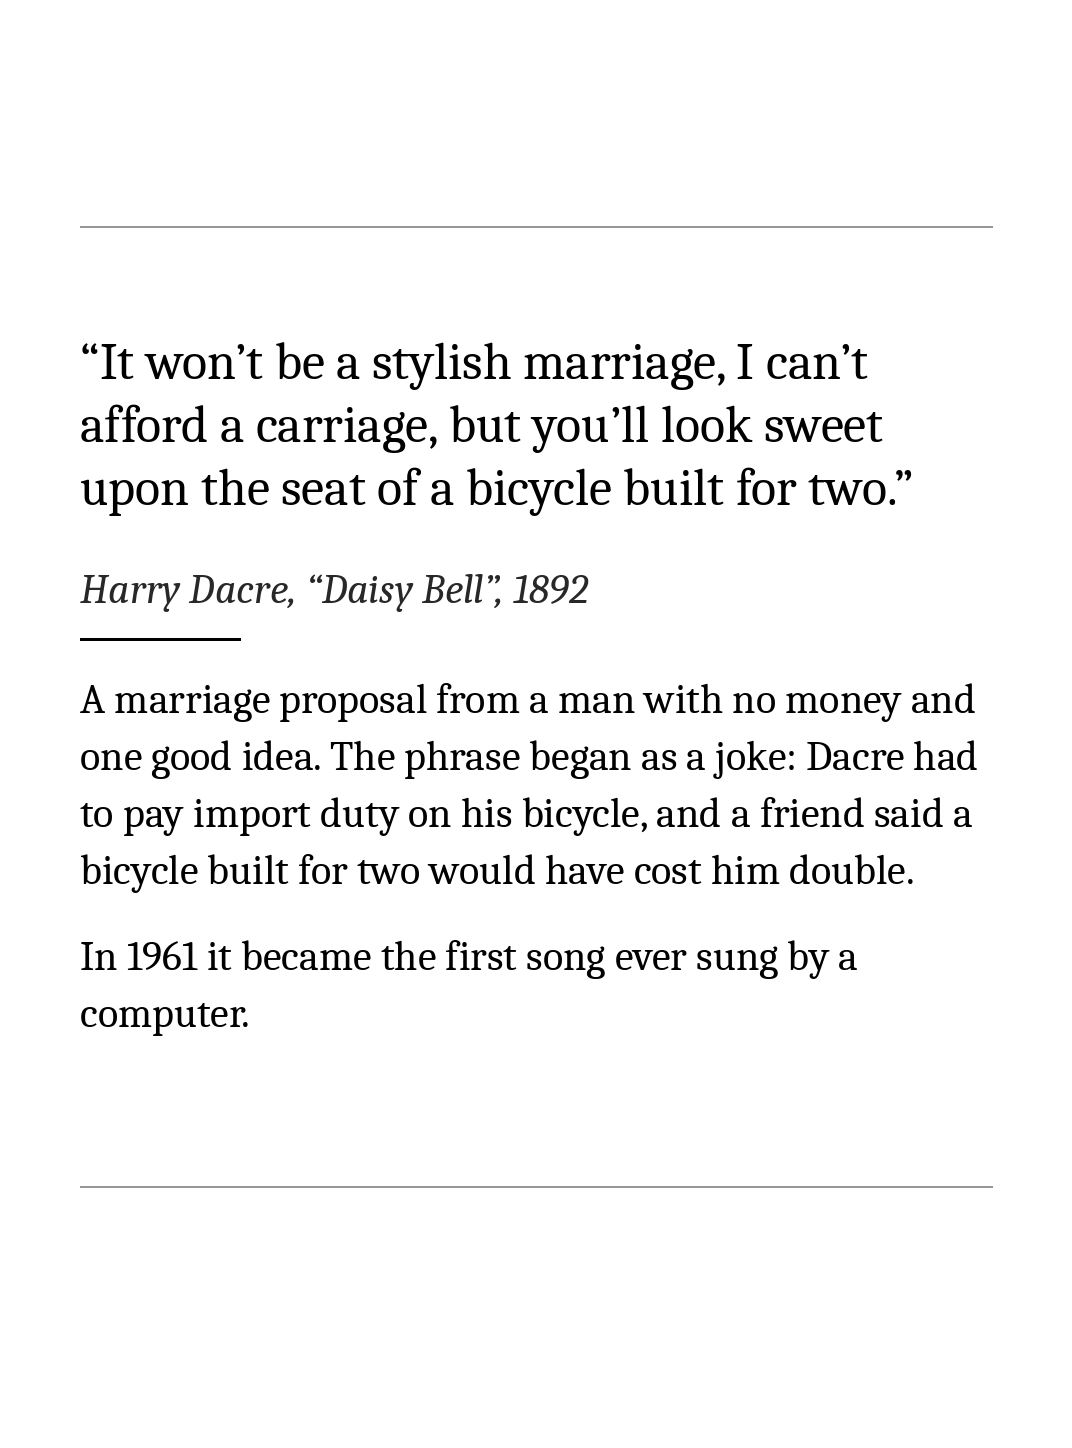 “It won’t be a stylish marriage, I can’t
afford a carriage, but you’ll look sweet
upon the seat of a bicycle built for two.”
Harry Dacre, “Daisy Bell”, 1892
A marriage proposal from a man with no money and
one good idea. The phrase began as a joke: Dacre had
to pay import duty on his bicycle, and a friend said a
bicycle built for two would have cost him double.
In 1961 it became the first song ever sung by a
computer.